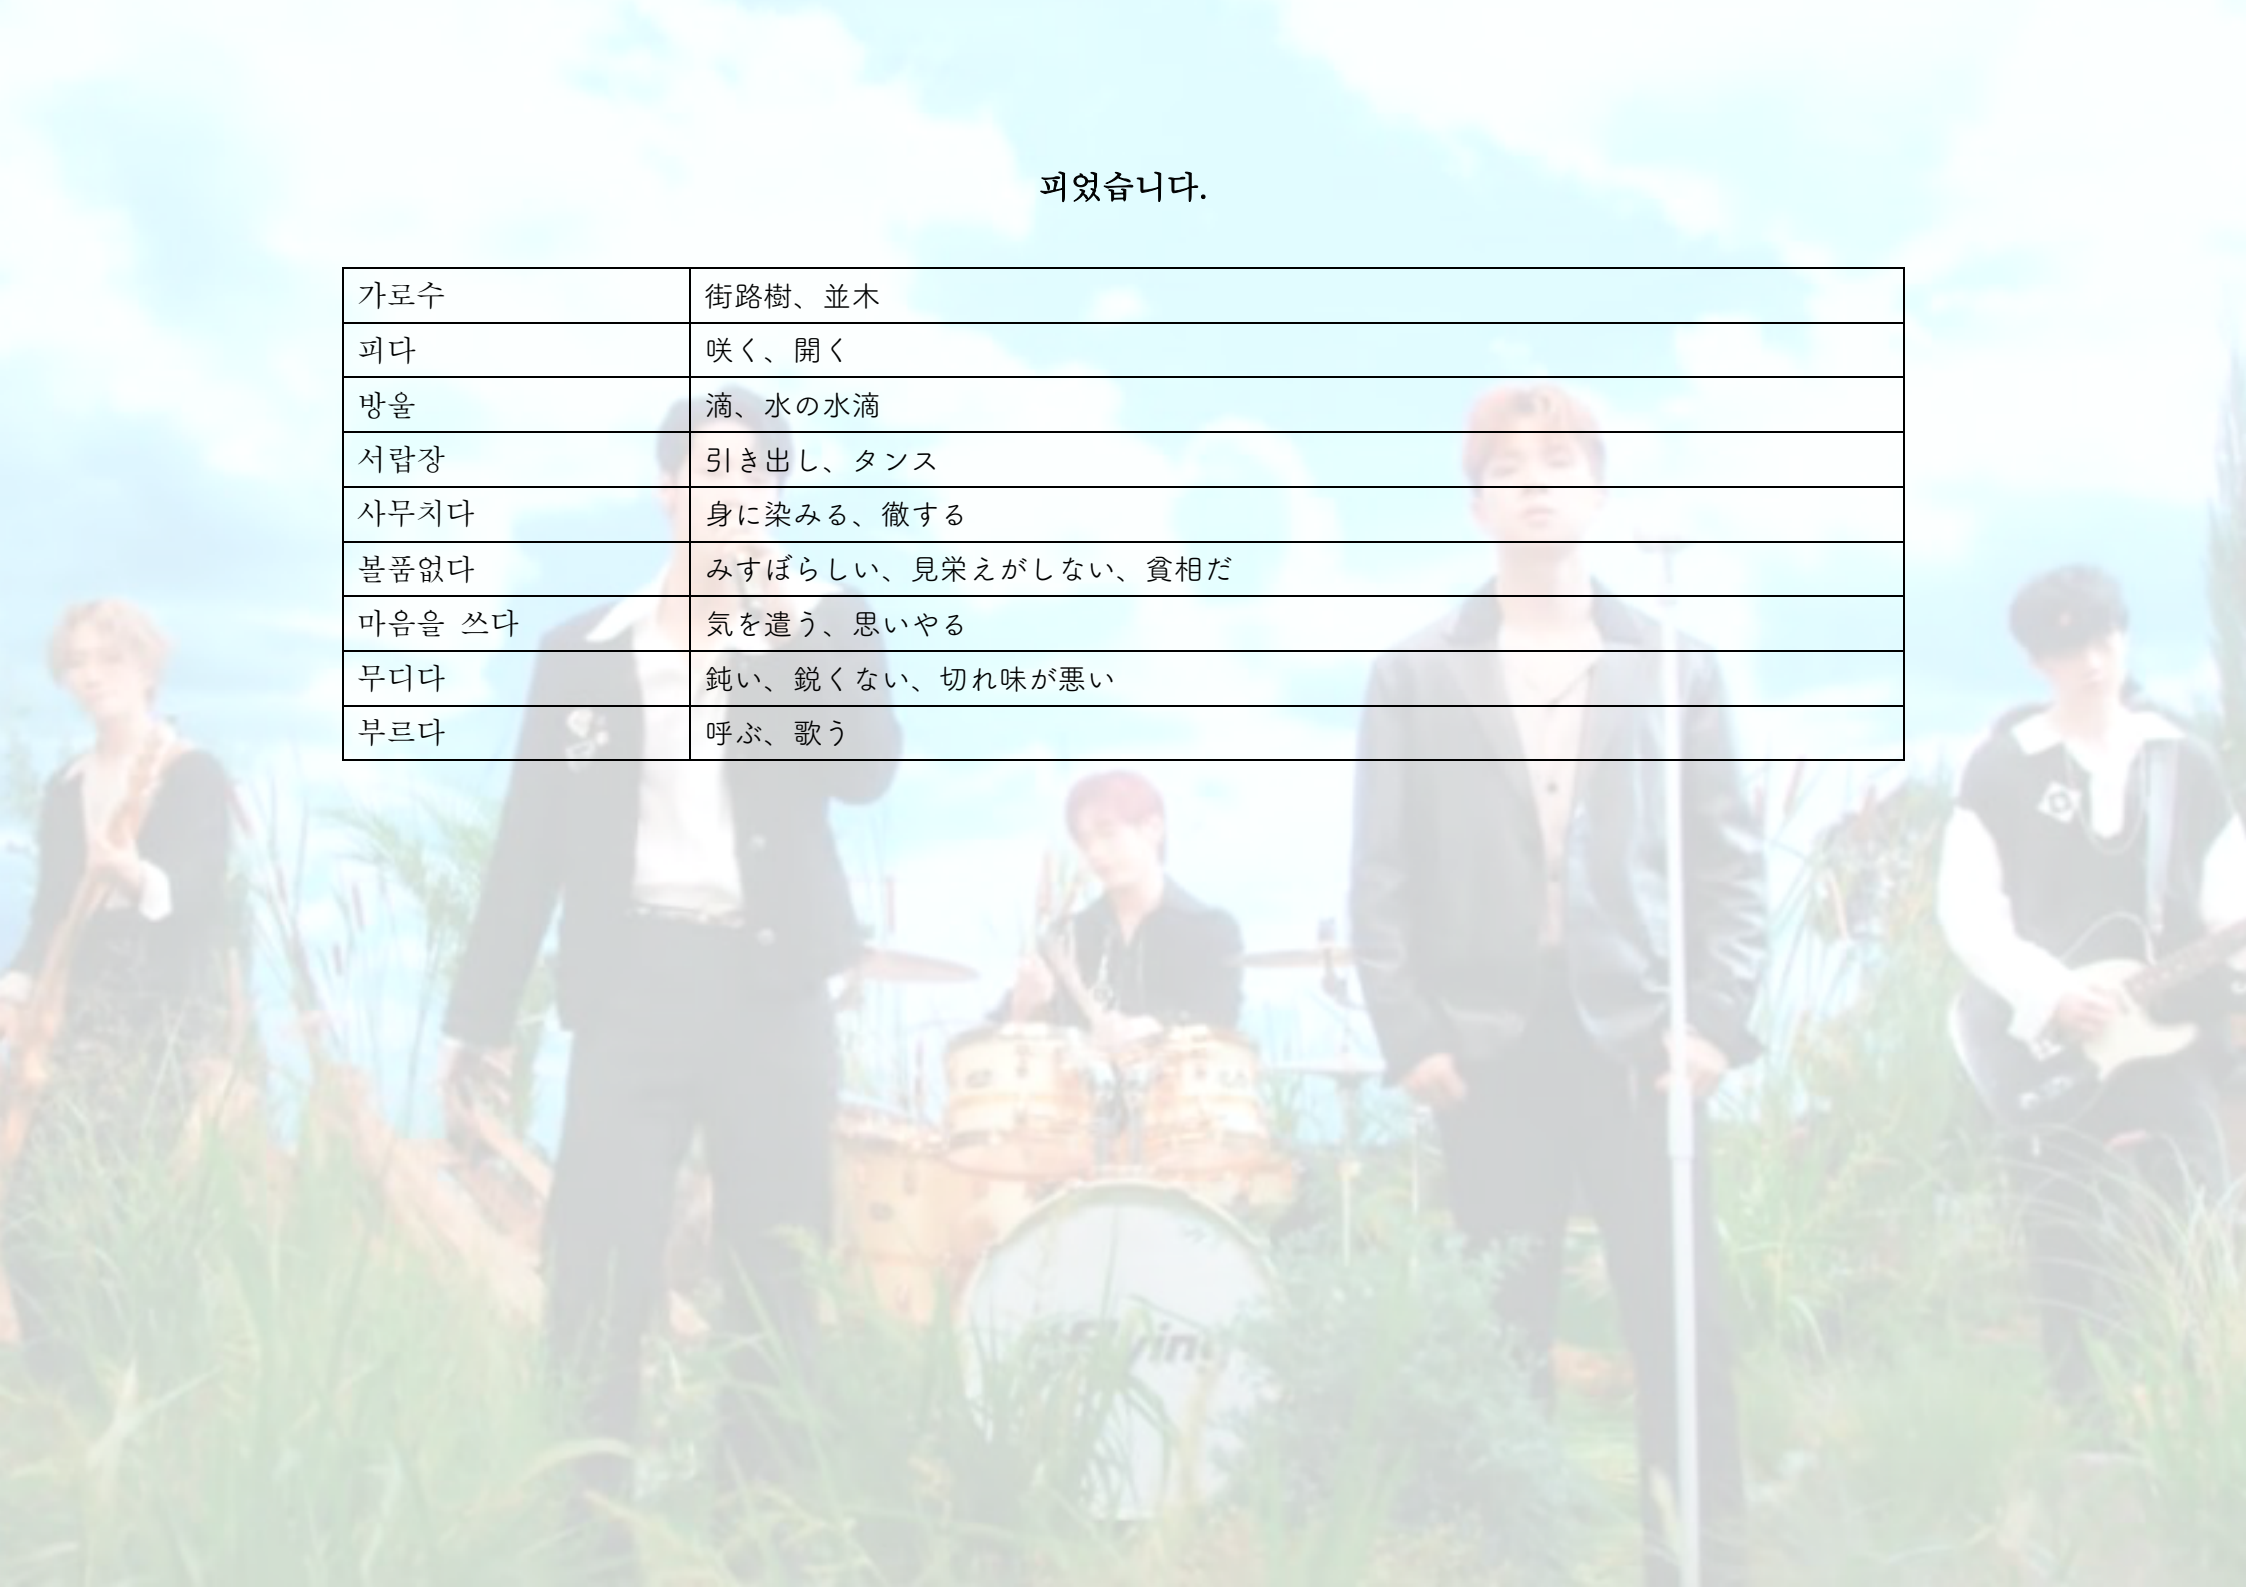 피었습니다.
가로수 街路樹、並木
피다 咲く、開く
방울 滴、水の水滴
서랍장 引き出し、タンス
사무치다 身に染みる、徹する
볼품없다 みすぼらしい、見栄えがしない、貧相だ
마음을 쓰다 気を遣う、思いやる
무디다 鈍い、鋭くない、切れ味が悪い
부르다 呼ぶ、歌う